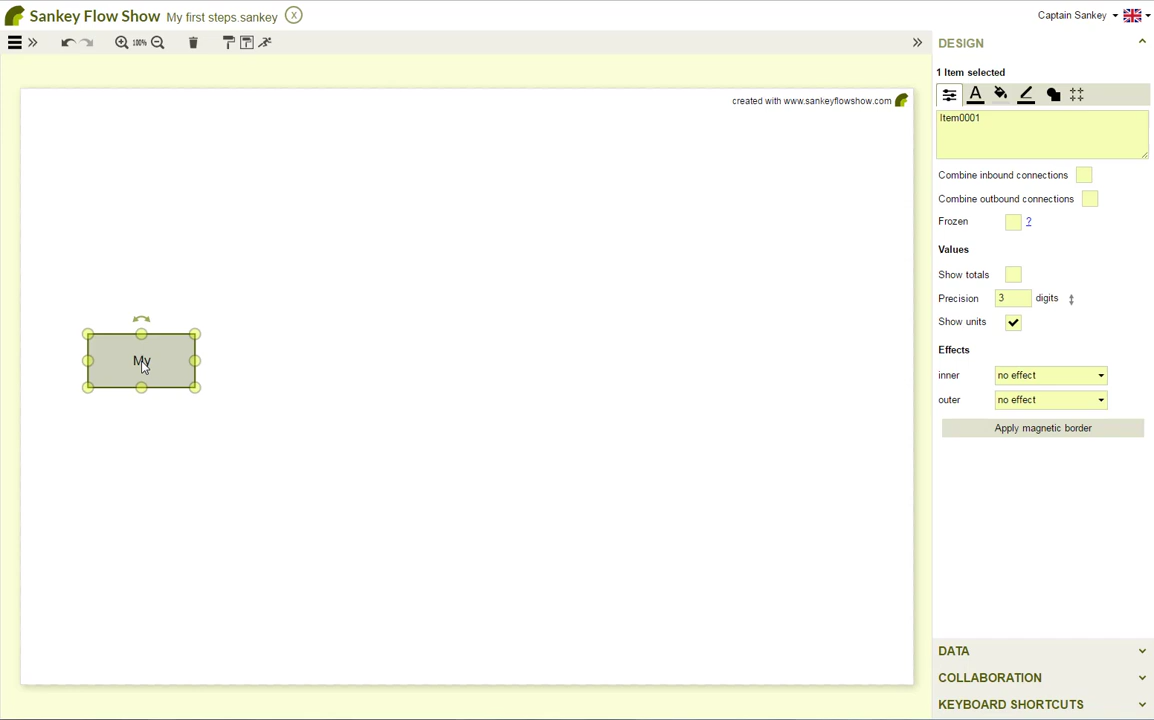 Sankey Flow Show My first steps.sankey X
Captain Sankey
100%
DESIGN
1 Item selected
A
created with www.sankeyflowshow.com
Item0001
Combine inbound connections
Combine outbound connections
Frozen ?
Values
Show totals
Precision 3 digits
Show units
Effects
inner no effect
outer no effect
Apply magnetic border
My
DATA
COLLABORATION
KEYBOARD SHORTCUTS